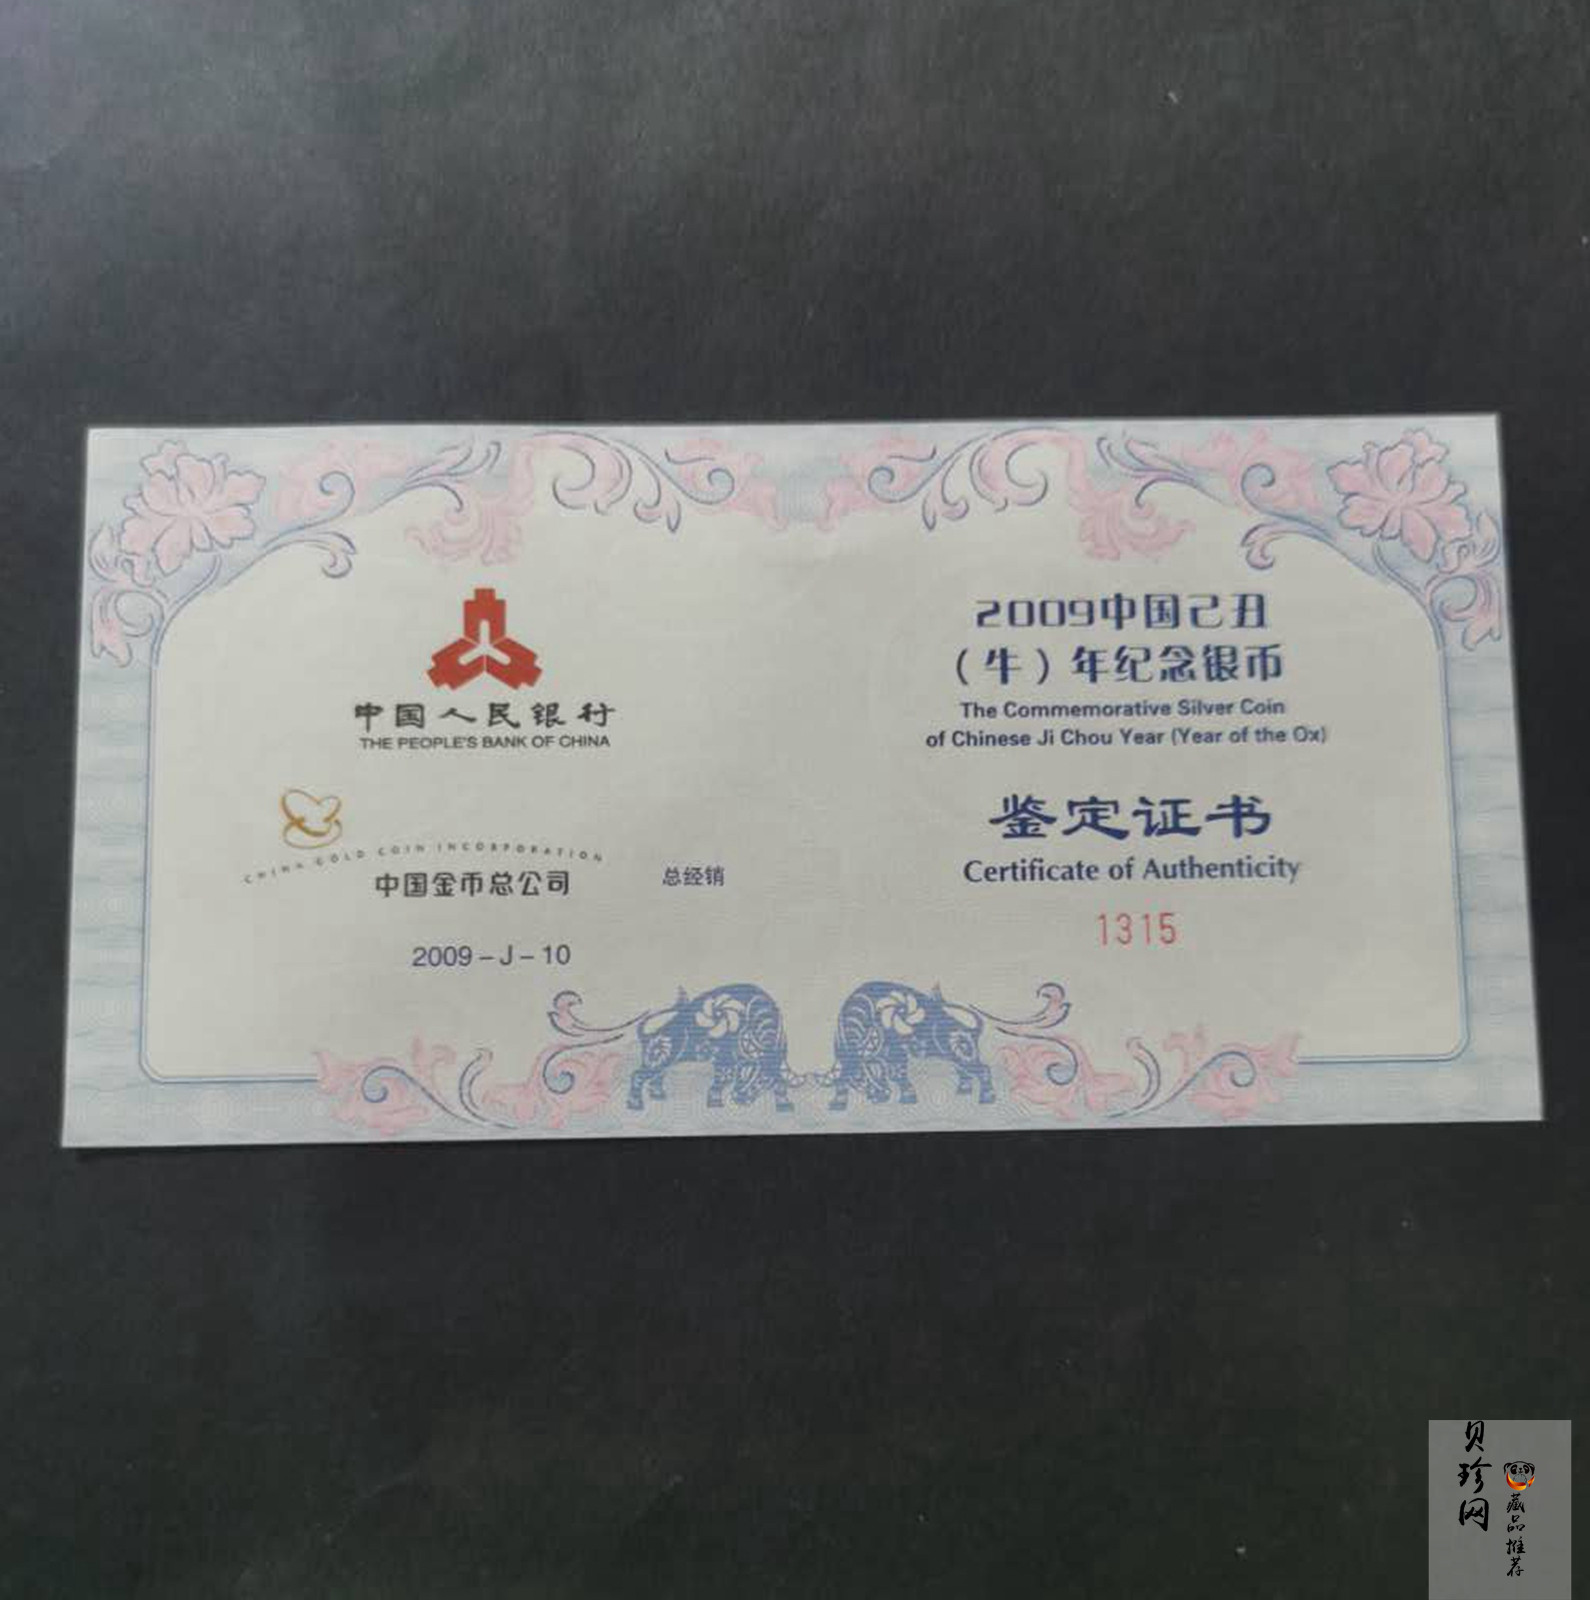 中国人民银行
THE PEOPLE'S BANK OF CHINA
CHINA GOLD COIN INCORPORATION
中国金币总公司
总经销
2009-J-10
2009中国己丑
(牛)年纪念银币
The Commemorative Silver Coin
of Chinese Ji Chou Year (Year of the Ox)
鉴定证书
Certificate of Authenticity
1315
贝珍网
藏品推荐